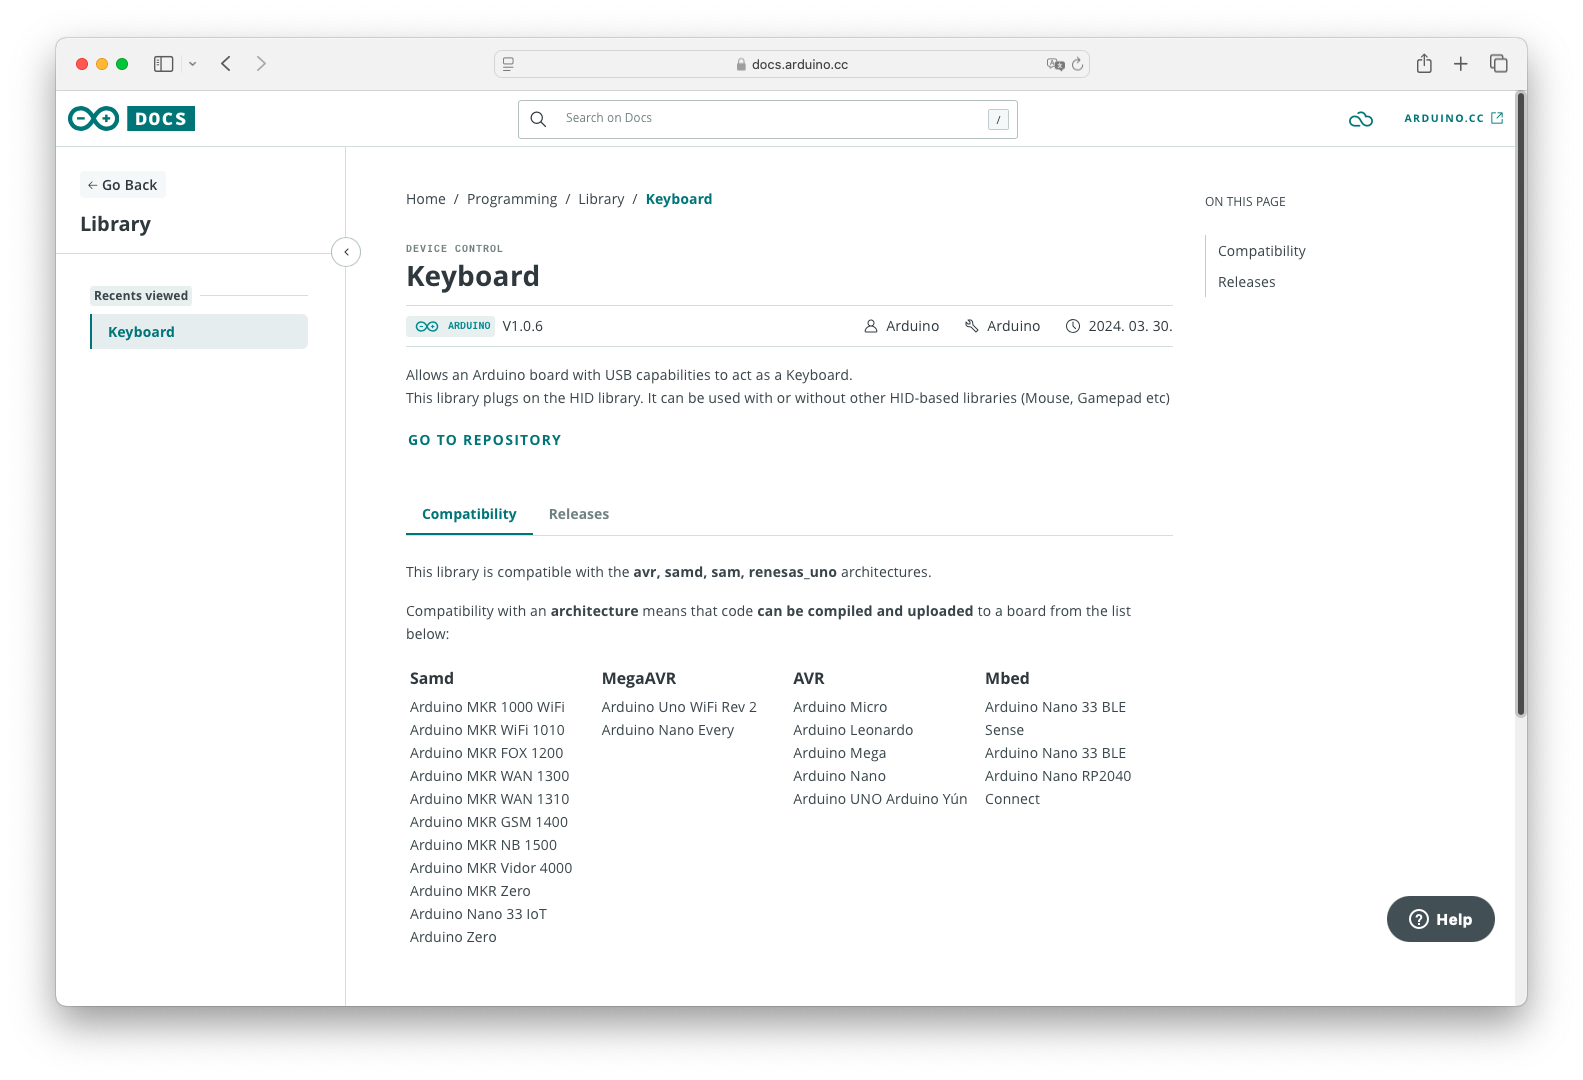 docs.arduino.cc
DOCS
Search on Docs
/
ARDUINO.CC
← Go Back
Library
Recents viewed
Keyboard
Home / Programming / Library / Keyboard
DEVICE CONTROL
Keyboard
ARDUINO V1.0.6
Arduino Arduino 2024. 03. 30.
Allows an Arduino board with USB capabilities to act as a Keyboard.
This library plugs on the HID library. It can be used with or without other HID-based libraries (Mouse, Gamepad etc)
GO TO REPOSITORY
Compatibility Releases
This library is compatible with the avr, samd, sam, renesas_uno architectures.
Compatibility with an architecture means that code can be compiled and uploaded to a board from the list
below:
Samd
Arduino MKR 1000 WiFi
Arduino MKR WiFi 1010
Arduino MKR FOX 1200
Arduino MKR WAN 1300
Arduino MKR WAN 1310
Arduino MKR GSM 1400
Arduino MKR NB 1500
Arduino MKR Vidor 4000
Arduino MKR Zero
Arduino Nano 33 IoT
Arduino Zero
MegaAVR
Arduino Uno WiFi Rev 2
Arduino Nano Every
AVR
Arduino Micro
Arduino Leonardo
Arduino Mega
Arduino Nano
Arduino UNO Arduino Yún
Mbed
Arduino Nano 33 BLE
Sense
Arduino Nano 33 BLE
Arduino Nano RP2040
Connect
ON THIS PAGE
Compatibility
Releases
Help